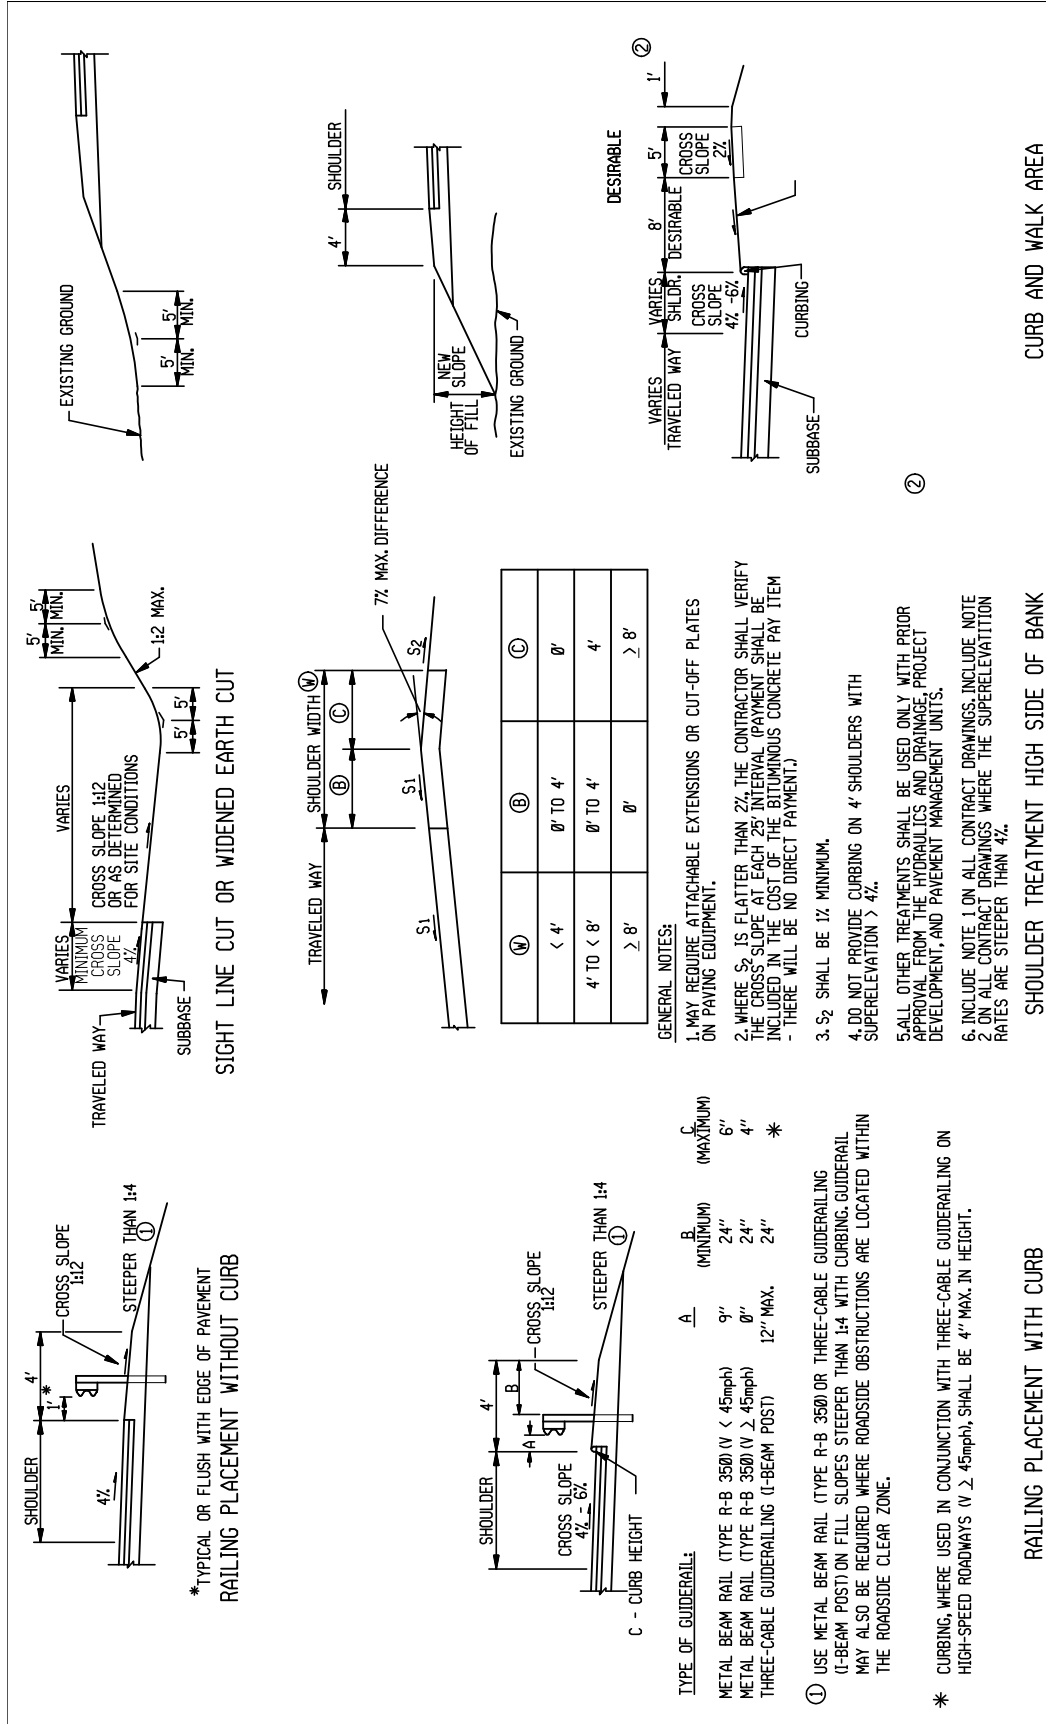 SHOULDER
4'
1'
*
4%
CROSS SLOPE
1:12
STEEPER THAN 1:4
1
*TYPICAL OR FLUSH WITH EDGE OF PAVEMENT
RAILING PLACEMENT WITHOUT CURB
SHOULDER
4'
A
B
CROSS SLOPE
4% - 6%
CROSS SLOPE
1:12
STEEPER THAN 1:4
1
C - CURB HEIGHT
TYPE OF GUIDERAIL: A B C
(MINIMUM) (MAXIMUM)
METAL BEAM RAIL (TYPE R-B 350)(V < 45mph) 9" 24" 6"
METAL BEAM RAIL (TYPE R-B 350)(V ≥ 45mph) 0" 24" 4"
THREE-CABLE GUIDERAILING (I-BEAM POST) 12" MAX. 24" *
1 USE METAL BEAM RAIL (TYPE R-B 350) OR THREE-CABLE GUIDERAILING
(I-BEAM POST) ON FILL SLOPES STEEPER THAN 1:4 WITH CURBING. GUIDERAIL
MAY ALSO BE REQUIRED WHERE ROADSIDE OBSTRUCTIONS ARE LOCATED WITHIN
THE ROADSIDE CLEAR ZONE.
* CURBING, WHERE USED IN CONJUNCTION WITH THREE-CABLE GUIDERAILING ON
HIGH-SPEED ROADWAYS (V ≥ 45mph), SHALL BE 4" MAX. IN HEIGHT.
RAILING PLACEMENT WITH CURB
TRAVELED WAY
VARIES
MINIMUM
CROSS
SLOPE
4%
SUBBASE
VARIES
CROSS SLOPE 1:12
OR AS DETERMINED
FOR SITE CONDITIONS
5' 5'
5' 5'
MIN. MIN.
1:2 MAX.
SIGHT LINE CUT OR WIDENED EARTH CUT
TRAVELED WAY
SHOULDER WIDTH W
B
C
S1
S1
S2
7% MAX. DIFFERENCE
W B C
< 4' 0' TO 4' 0'
4' TO < 8' 0' TO 4' 4'
≥ 8' 0' ≥ 8'
GENERAL NOTES:
1. MAY REQUIRE ATTACHABLE EXTENSIONS OR CUT-OFF PLATES
ON PAVING EQUIPMENT.
2. WHERE S2 IS FLATTER THAN 2%, THE CONTRACTOR SHALL VERIFY
THE CROSS SLOPE AT EACH 25' INTERVAL (PAYMENT SHALL BE
INCLUDED IN THE COST OF THE BITUMINOUS CONCRETE PAY ITEM
- THERE WILL BE NO DIRECT PAYMENT.)
3. S2 SHALL BE 1% MINIMUM.
4. DO NOT PROVIDE CURBING ON 4' SHOULDERS WITH
SUPERELEVATION > 4%.
5. ALL OTHER TREATMENTS SHALL BE USED ONLY WITH PRIOR
APPROVAL FROM THE HYDRAULICS AND DRAINAGE, PROJECT
DEVELOPMENT, AND PAVEMENT MANAGEMENT UNITS.
6. INCLUDE NOTE 1 ON ALL CONTRACT DRAWINGS. INCLUDE NOTE
2 ON ALL CONTRACT DRAWINGS WHERE THE SUPERELEVATITION
RATES ARE STEEPER THAN 4%.
SHOULDER TREATMENT HIGH SIDE OF BANK
EXISTING GROUND
5'
MIN.
5'
MIN.
4'
SHOULDER
NEW
SLOPE
HEIGHT
OF FILL
EXISTING GROUND
DESIRABLE
2
VARIES
TRAVELED WAY
VARIES
SHLDR.
8'
DESIRABLE
5'
1'
CROSS
SLOPE
4% -6%
CROSS
SLOPE
2%
CURBING
SUBBASE
2
CURB AND WALK AREA